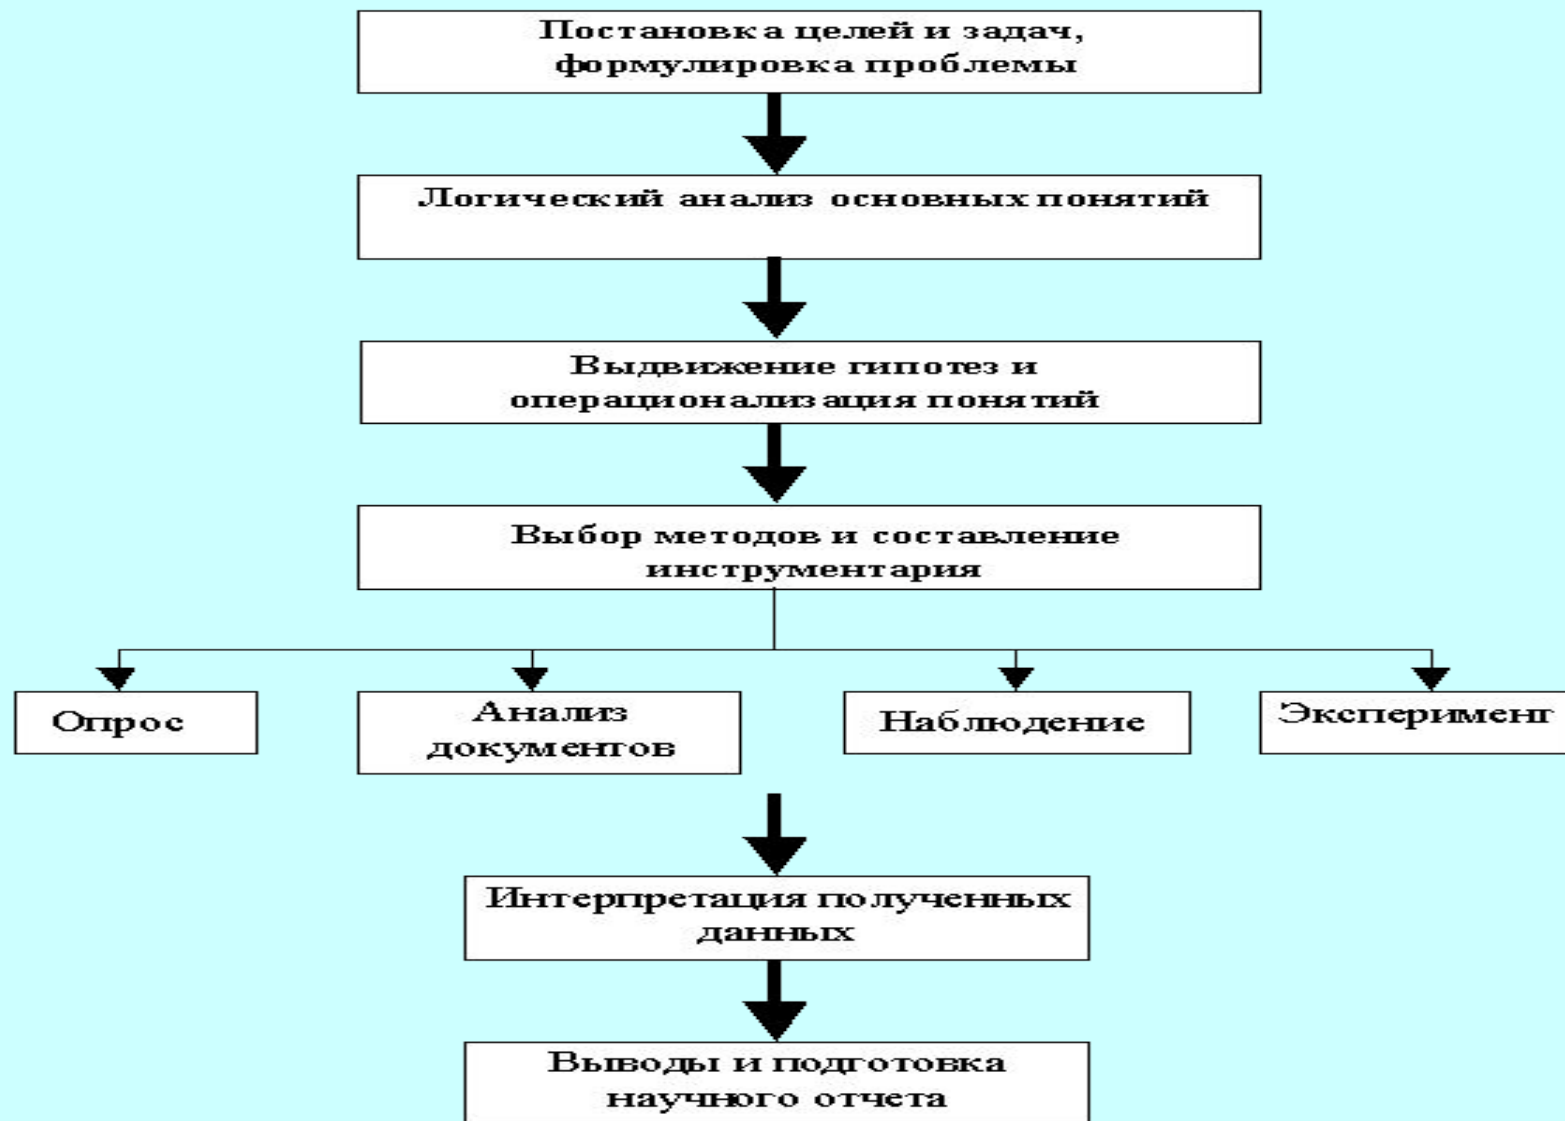 Постановка целей и задач,
формулировка проблемы
Логический анализ основных понятий
Выдвижение гипотез и
операционализация понятий
Выбор методов и составление
инструментария
Опрос
Анализ
документов
Наблюдение
Эксперимент
Интерпретация полученных
данных
Выводы и подготовка
научного отчета